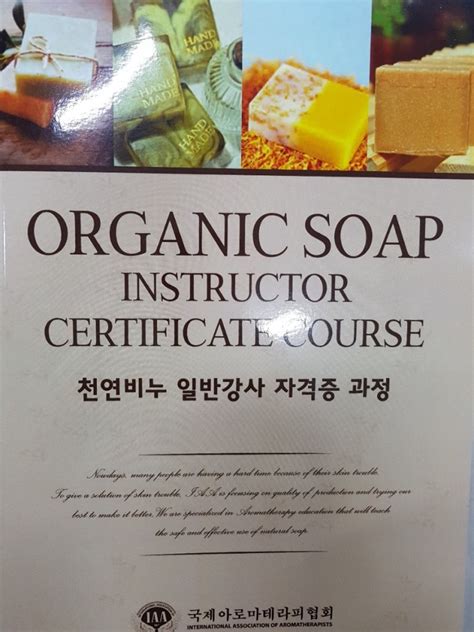 HAND
MADE
HAND
MADE
ORGANIC SOAP
INSTRUCTOR
CERTIFICATE COURSE
천연비누 일반강사 자격증 과정
Nowdays, many people are having a hard time because of their skin trouble.
To give a solution of skin trouble, IAA is focusing on quality of production and trying our
best to make it better. We are specialized in Aromatherapy education that will teach
the safe and effective use of natural soap.
IAA
국제아로마테라피협회
INTERNATIONAL ASSOCIATION OF AROMATHERAPISTS